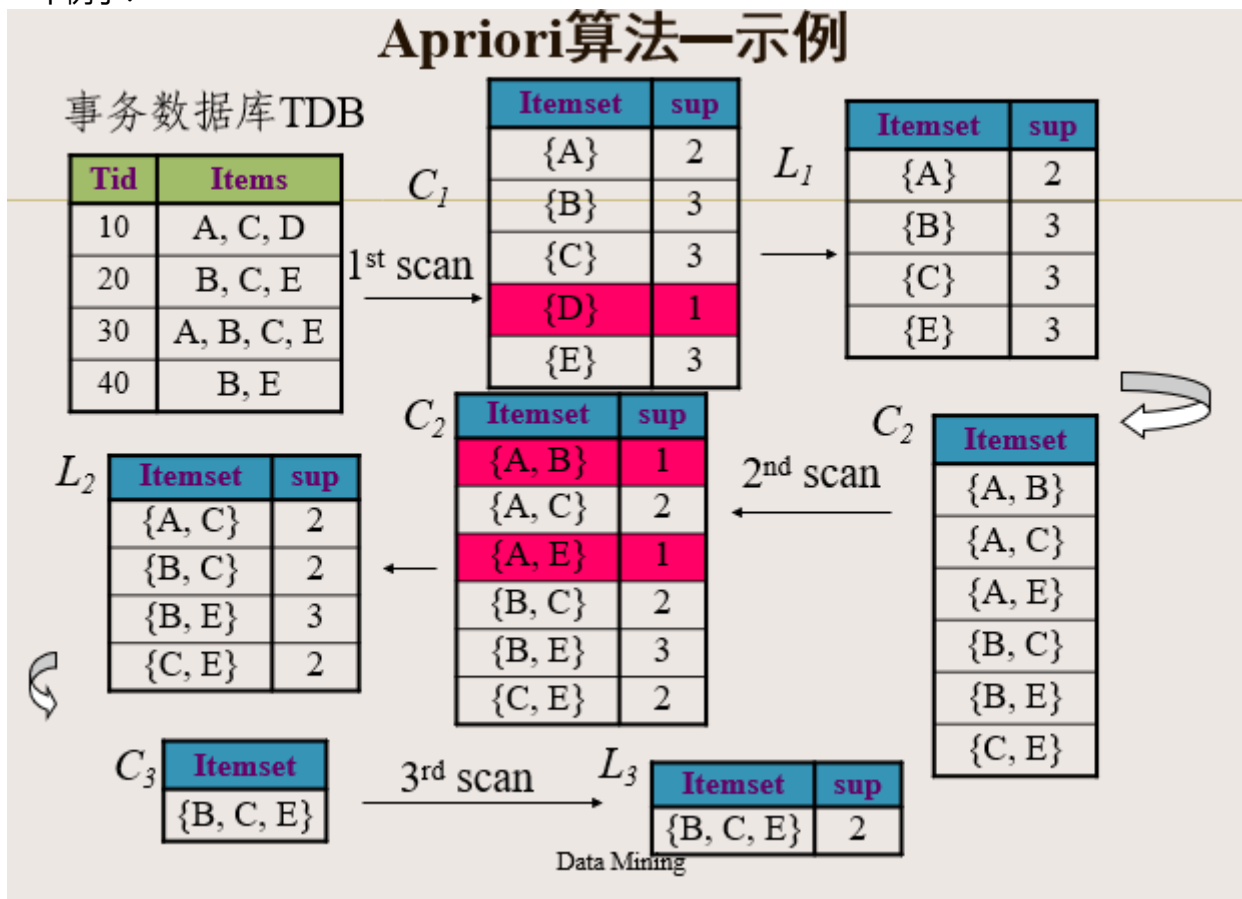 Apriori算法—示例
事务数据库TDB
Tid Items
10 A, C, D
20 B, C, E
30 A, B, C, E
40 B, E
1st scan
C1
Itemset sup
{A} 2
{B} 3
{C} 3
{D} 1
{E} 3
L1
Itemset sup
{A} 2
{B} 3
{C} 3
{E} 3
C2
Itemset
{A, B}
{A, C}
{A, E}
{B, C}
{B, E}
{C, E}
2nd scan
C2
Itemset sup
{A, B} 1
{A, C} 2
{A, E} 1
{B, C} 2
{B, E} 3
{C, E} 2
L2
Itemset sup
{A, C} 2
{B, C} 2
{B, E} 3
{C, E} 2
C3
Itemset
{B, C, E}
3rd scan
L3
Itemset sup
{B, C, E} 2
Data Mining